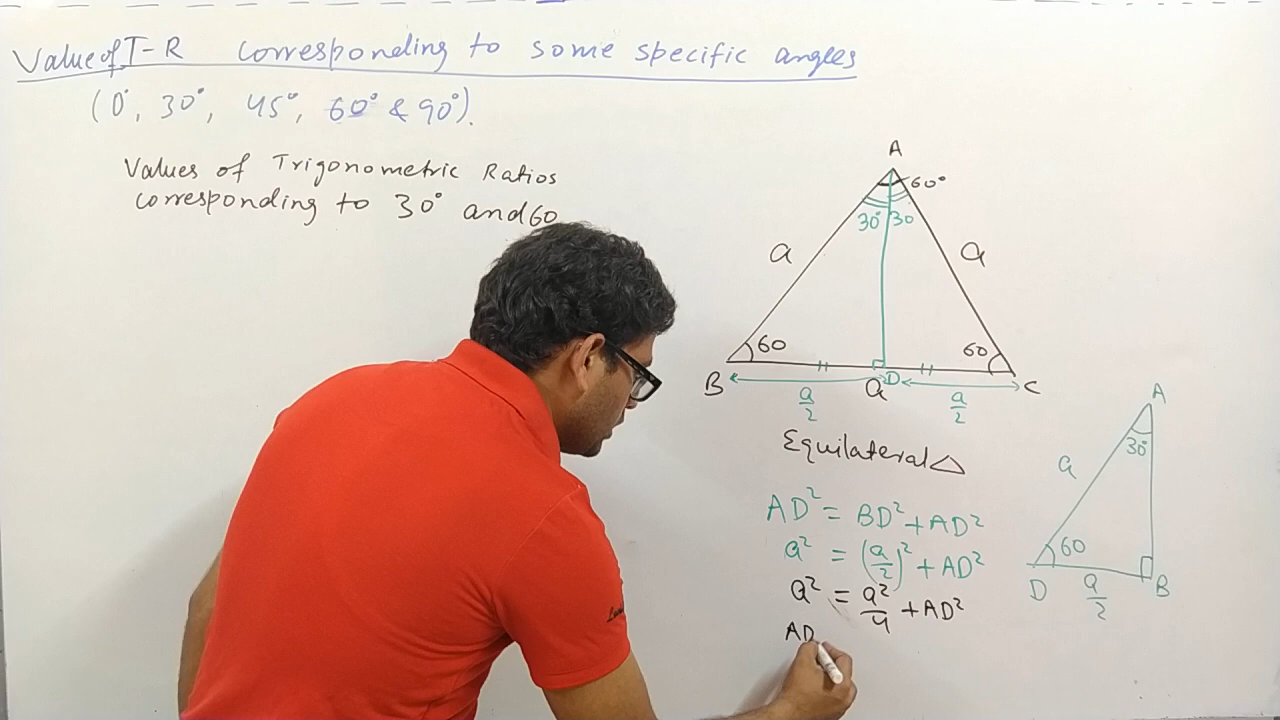 Value of T-R Corresponding to some specific angles
(0°, 30°, 45°, 60° & 90°).
Values of Trigonometric Ratios
corresponding to 30° and 60
A
60°
30° 30
a a
60 60
B a D C
a/2 a/2
Equilateral △
AD² = BD² + AD²
a² = (a/2)² + AD²
a² = a²/4 + AD²
AD
A
30°
a
60
D a/2 B